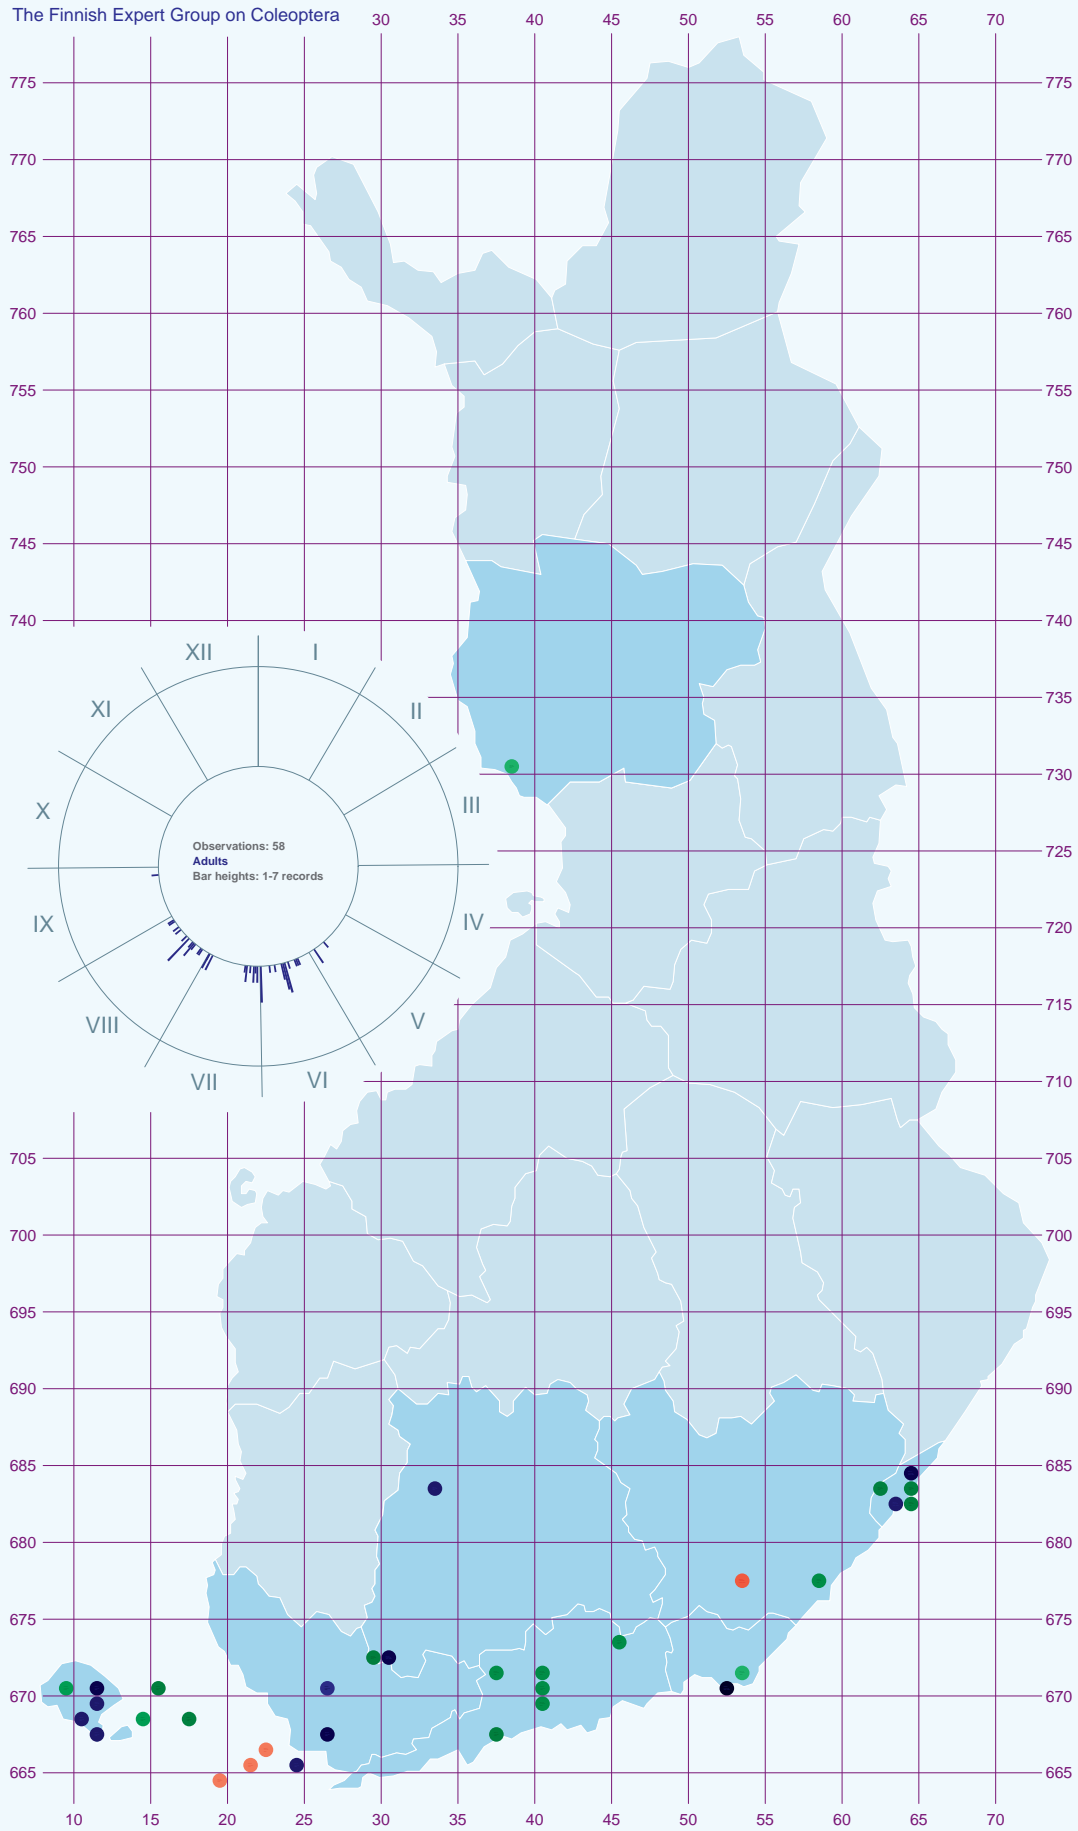 The Finnish Expert Group on Coleoptera
30 35 40 45 50 55 60 65 70
775 775
770 770
765 765
760 760
755 755
750 750
745 745
740 740
XII I
XI II
735
730
X III
Observations: 58
Adults
Bar heights: 1-7 records
725
IX IV
720
VIII V
715
VII VI
710
705 705
700 700
695 695
690 690
685 685
680 680
675 675
670 670
665 665
10 15 20 25 30 35 40 45 50 55 60 65 70